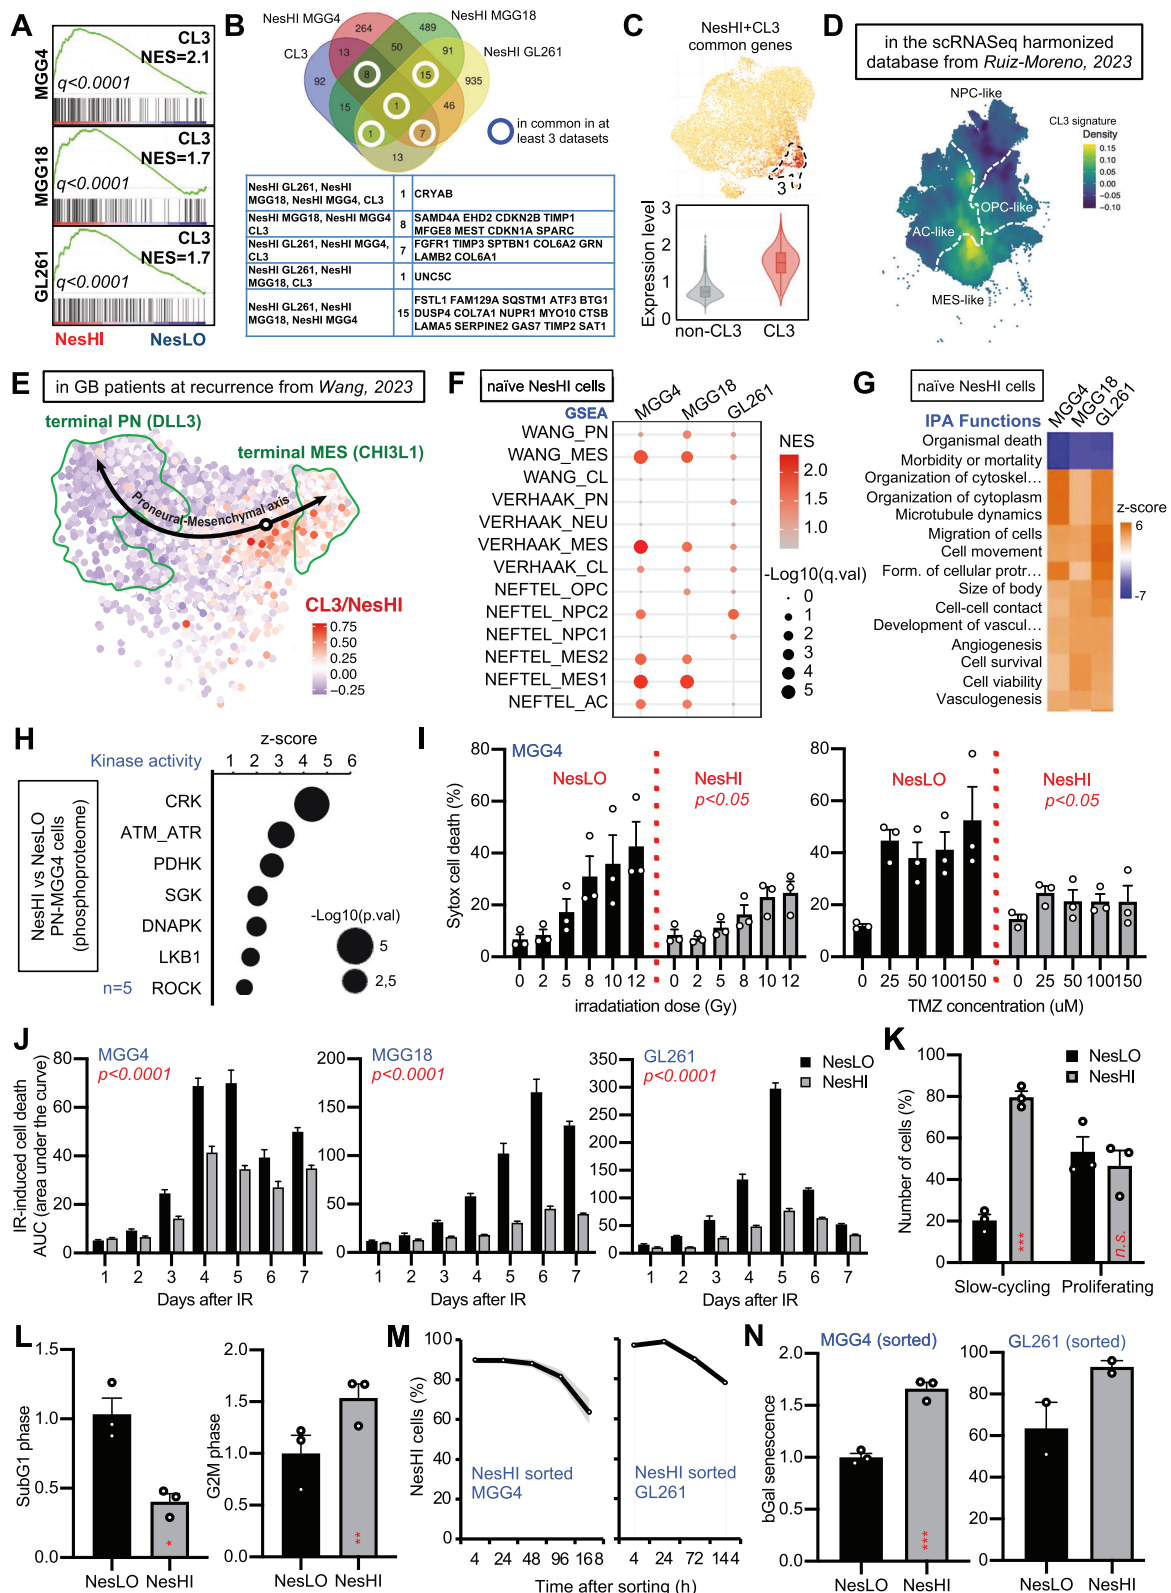 A
MGG4
CL3
NES=2.1
q<0.0001
MGG18
CL3
NES=1.7
q<0.0001
GL261
CL3
NES=1.7
q<0.0001
NesHI NesLO
B
NesHI MGG4
NesHI MGG18
CL3
NesHI GL261
264
489
13
50
91
92
8
15
935
1
15
46
1
7
13
in common in at
least 3 datasets
NesHI GL261, NesHI
MGG18, NesHI MGG4, CL3
1
CRYAB
NesHI MGG18, NesHI MGG4
CL3
8
SAMD4A EHD2 CDKN2B TIMP1
MFGE8 MEST CDKN1A SPARC
NesHI GL261, NesHI MGG4,
CL3
7
FGFR1 TIMP3 SPTBN1 COL6A2 GRN
LAMB2 COL6A1
NesHI GL261, NesHI
MGG18, CL3
1
UNC5C
NesHI GL261, NesHI
MGG18, NesHI MGG4
15
FSTL1 FAM129A SQSTM1 ATF3 BTG1
DUSP4 COL7A1 NUPR1 MYO10 CTSB
LAMA5 SERPINE2 GAS7 TIMP2 SAT1
C
NesHI+CL3
common genes
3
Expression level
3
2
1
0
non-CL3 CL3
D
in the scRNASeq harmonized
database from Ruiz-Moreno, 2023
NPC-like
CL3 signature
Density
0.15
0.10
0.05
0.00
-0.05
-0.10
OPC-like
AC-like
MES-like
E
in GB patients at recurrence from Wang, 2023
terminal PN (DLL3)
terminal MES (CHI3L1)
Proneural-Mesenchymal axis
CL3/NesHI
0.75
0.50
0.25
0.00
-0.25
F
naïve NesHI cells
GSEA
MGG4
MGG18
GL261
WANG_PN
WANG_MES
WANG_CL
VERHAAK_PN
VERHAAK_NEU
VERHAAK_MES
VERHAAK_CL
NEFTEL_OPC
NEFTEL_NPC2
NEFTEL_NPC1
NEFTEL_MES2
NEFTEL_MES1
NEFTEL_AC
NES
2.0
1.5
1.0
-Log10(q.val)
0
1
2
3
4
5
G
naïve NesHI cells
IPA Functions
MGG4
MGG18
GL261
Organismal death
Morbidity or mortality
Organization of cytoskel...
Organization of cytoplasm
Microtubule dynamics
Migration of cells
Cell movement
Form. of cellular protr...
Size of body
Cell-cell contact
Development of vascul...
Angiogenesis
Cell survival
Cell viability
Vasculogenesis
z-score
6
-7
H
z-score
Kinase activity
1 2 3 4 5 6
NesHI vs NesLO
PN-MGG4 cells
(phosphoproteome)
CRK
ATM_ATR
PDHK
SGK
DNAPK
LKB1
ROCK
n=5
-Log10(p.val)
5
2,5
I
MGG4
Sytox cell death (%)
80
60
40
20
0
NesLO
NesHI
p<0.05
0 2 5 8 10 12 0 2 5 8 10 12
irradatiation dose (Gy)
80
60
40
20
0
NesLO
NesHI
p<0.05
0 25 50 100150 0 25 50 100150
TMZ concentration (uM)
J
IR-induced cell death
AUC (area under the curve)
MGG4
p<0.0001
80
60
40
20
0
1 2 3 4 5 6 7
Days after IR
MGG18
p<0.0001
200
150
100
50
0
1 2 3 4 5 6 7
Days after IR
GL261
p<0.0001
350
300
250
200
150
100
50
0
1 2 3 4 5 6 7
Days after IR
NesLO
NesHI
K
Number of cells (%)
100
80
60
40
20
0
NesLO
NesHI
***
n.s.
Slow-cycling Proliferating
L
SubG1 phase
1.5
1.0
0.5
0.0
*
NesLO NesHI
G2M phase
2.0
1.5
1.0
0.5
0.0
**
NesLO NesHI
M
NesHI cells (%)
100
80
60
40
20
0
NesHI sorted
MGG4
4 24 48 96 168
NesHI sorted
GL261
4 24 72 144
Time after sorting (h)
N
bGal senescence
MGG4 (sorted)
2.0
1.5
1.0
0.5
0.0
***
NesLO NesHI
GL261 (sorted)
100
80
60
40
20
0
NesLO NesHI